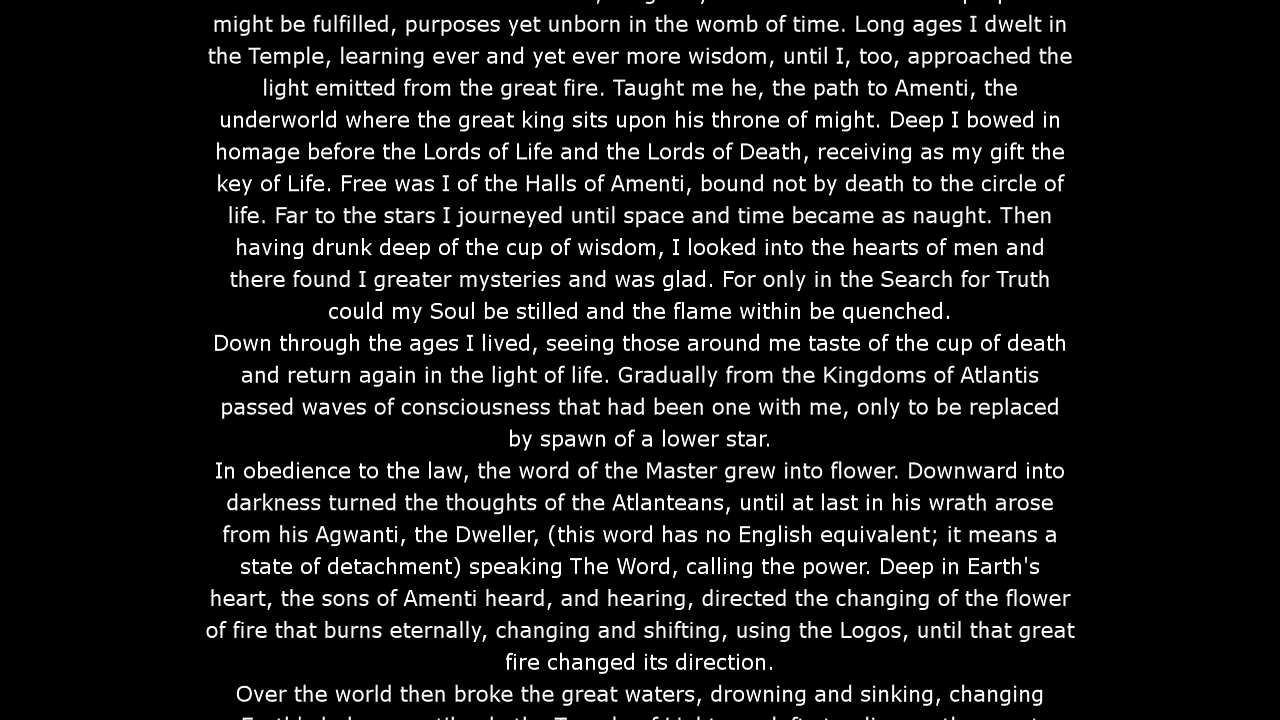 might be fulfilled, purposes yet unborn in the womb of time. Long ages I dwelt in
the Temple, learning ever and yet ever more wisdom, until I, too, approached the
light emitted from the great fire. Taught me he, the path to Amenti, the
underworld where the great king sits upon his throne of might. Deep I bowed in
homage before the Lords of Life and the Lords of Death, receiving as my gift the
key of Life. Free was I of the Halls of Amenti, bound not by death to the circle of
life. Far to the stars I journeyed until space and time became as naught. Then
having drunk deep of the cup of wisdom, I looked into the hearts of men and
there found I greater mysteries and was glad. For only in the Search for Truth
could my Soul be stilled and the flame within be quenched.
Down through the ages I lived, seeing those around me taste of the cup of death
and return again in the light of life. Gradually from the Kingdoms of Atlantis
passed waves of consciousness that had been one with me, only to be replaced
by spawn of a lower star.
In obedience to the law, the word of the Master grew into flower. Downward into
darkness turned the thoughts of the Atlanteans, until at last in his wrath arose
from his Agwanti, the Dweller, (this word has no English equivalent; it means a
state of detachment) speaking The Word, calling the power. Deep in Earth's
heart, the sons of Amenti heard, and hearing, directed the changing of the flower
of fire that burns eternally, changing and shifting, using the Logos, until that great
fire changed its direction.
Over the world then broke the great waters, drowning and sinking, changing